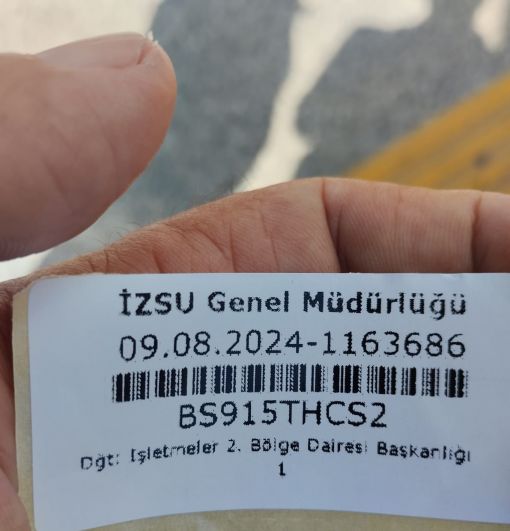 İZSU Genel Müdürlüğü
09.08.2024-1163686
BS915THCS2
Dğt: İşletmeler 2. Bölge Dairesi Başkanlığı
1